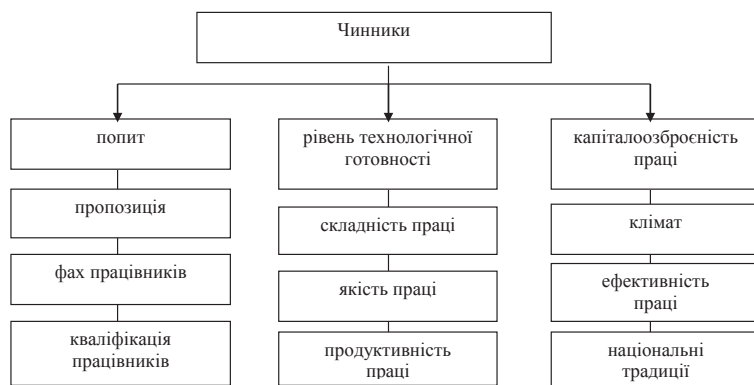 Чинники
попит
пропозиція
фах працівників
кваліфікація
працівників
рівень технологічної
готовності
складність праці
якість праці
продуктивність
праці
капіталоозброєність
праці
клімат
ефективність
праці
національні
традиції